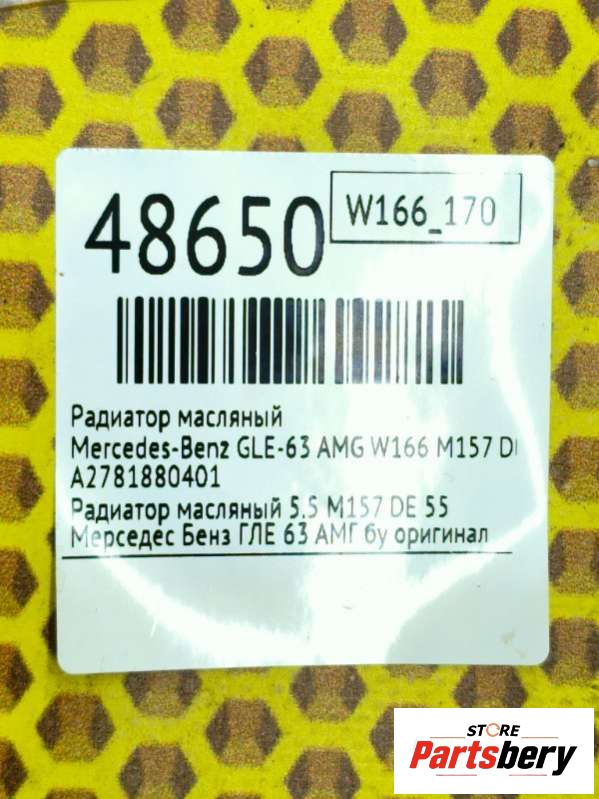 48650
W166_170
Радиатор масляный
Mercedes-Benz GLE-63 AMG W166 M157 D
A2781880401
Радиатор масляный 5.5 M157 DE 55
Мерседес Бенз ГЛЕ 63 АМГ бу оригинал
STORE
Partsbery